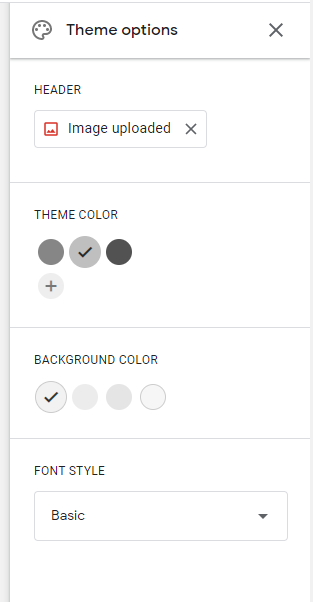 Theme options
HEADER
Image uploaded
THEME COLOR
BACKGROUND COLOR
FONT STYLE
Basic